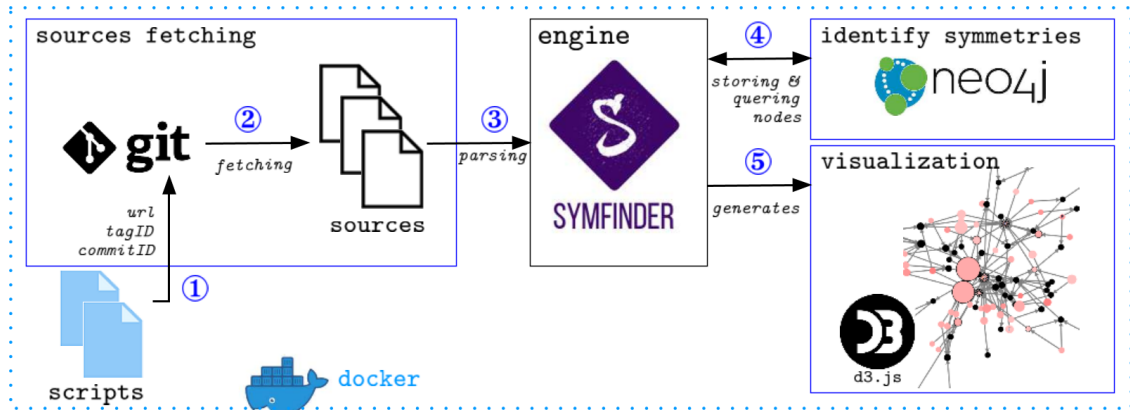 sources fetching
git
②
fetching
sources
url
tagID
commitID
①
scripts
③
parsing
engine
S
SYMFINDER
④
storing &
quering
nodes
identify symmetries
neo4j
⑤
generates
visualization
D3
d3.js
docker